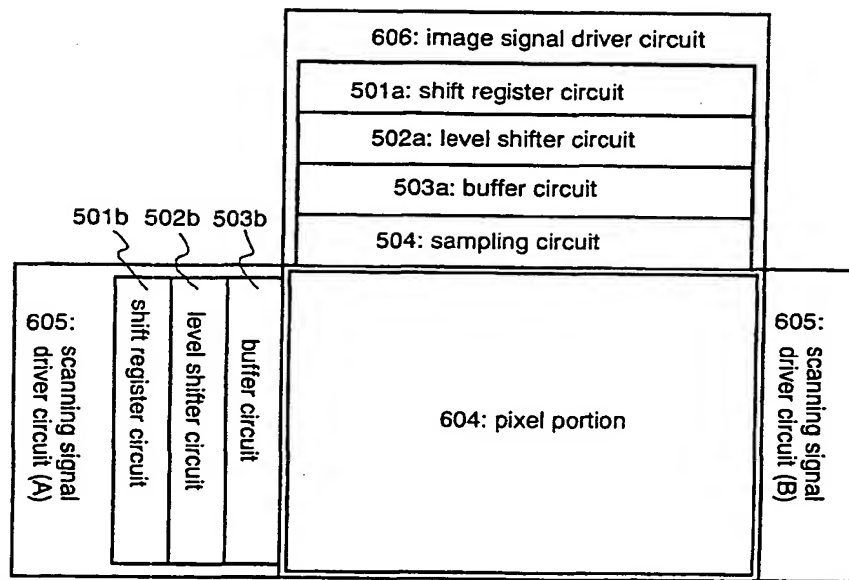 606: image signal driver circuit
501a: shift register circuit
502a: level shifter circuit
503a: buffer circuit
504: sampling circuit
501b 502b 503b
605:
scanning signal
driver circuit (A)
shift register circuit
level shifter circuit
buffer circuit
604: pixel portion
605:
scanning signal
driver circuit (B)